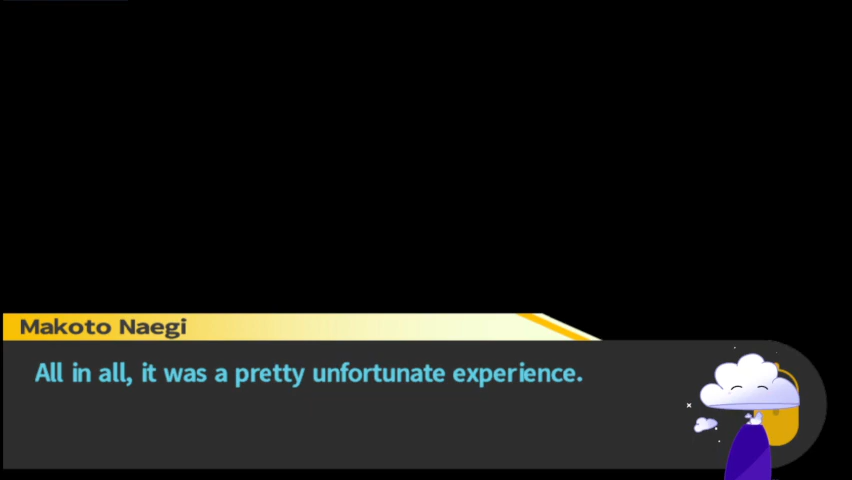 Makoto Naegi
All in all, it was a pretty unfortunate experience.